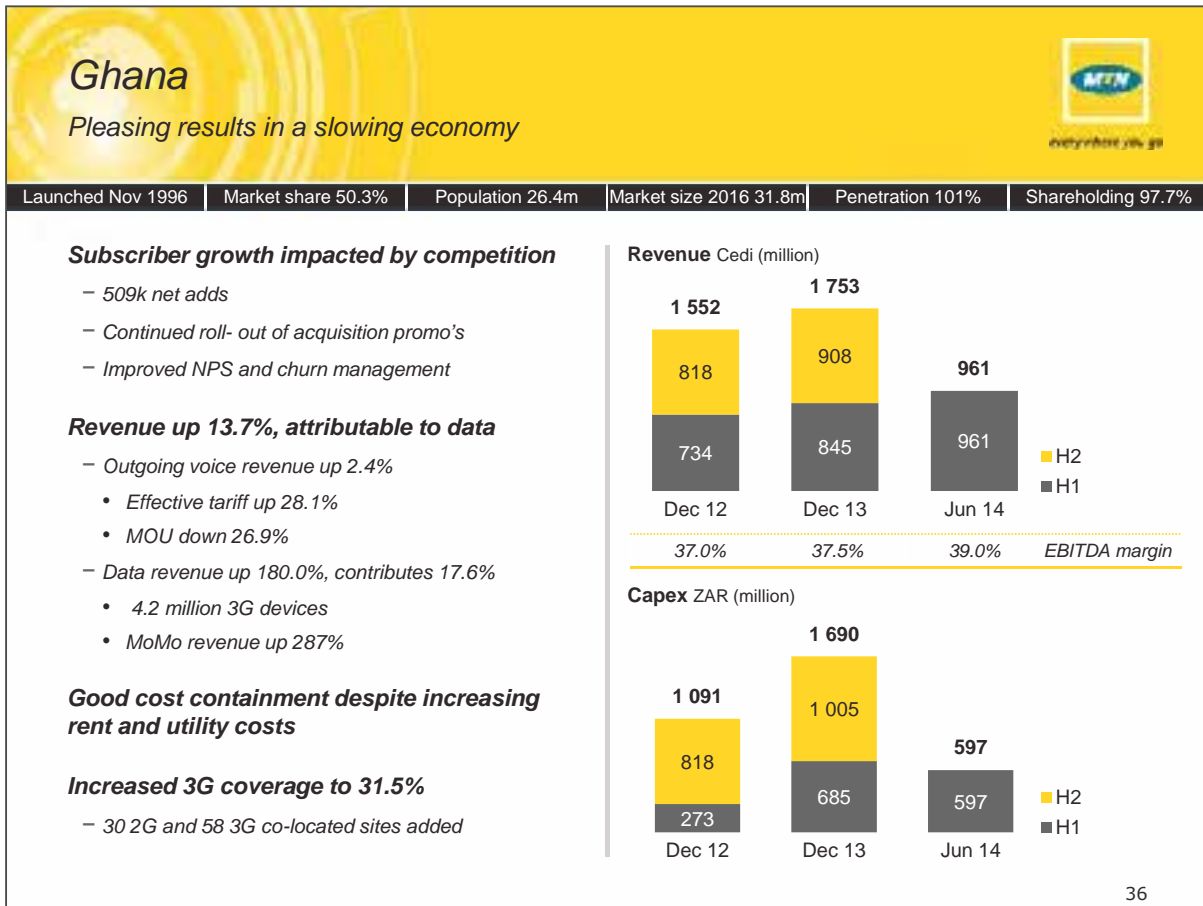 Ghana
Pleasing results in a slowing economy
MTN
everywhere you go
Launched Nov 1996
Market share 50.3%
Population 26.4m
Market size 2016 31.8m
Penetration 101%
Shareholding 97.7%
Subscriber growth impacted by competition
– 509k net adds
– Continued roll- out of acquisition promo's
– Improved NPS and churn management
Revenue up 13.7%, attributable to data
– Outgoing voice revenue up 2.4%
• Effective tariff up 28.1%
• MOU down 26.9%
– Data revenue up 180.0%, contributes 17.6%
• 4.2 million 3G devices
• MoMo revenue up 287%
Good cost containment despite increasing
rent and utility costs
Increased 3G coverage to 31.5%
– 30 2G and 58 3G co-located sites added
Revenue Cedi (million)
1 753
1 552
908
818
961
734
845
961
H2
H1
Dec 12
Dec 13
Jun 14
37.0%
37.5%
39.0%
EBITDA margin
Capex ZAR (million)
1 690
1 091
1 005
597
818
685
597
273
H2
H1
Dec 12
Dec 13
Jun 14
36